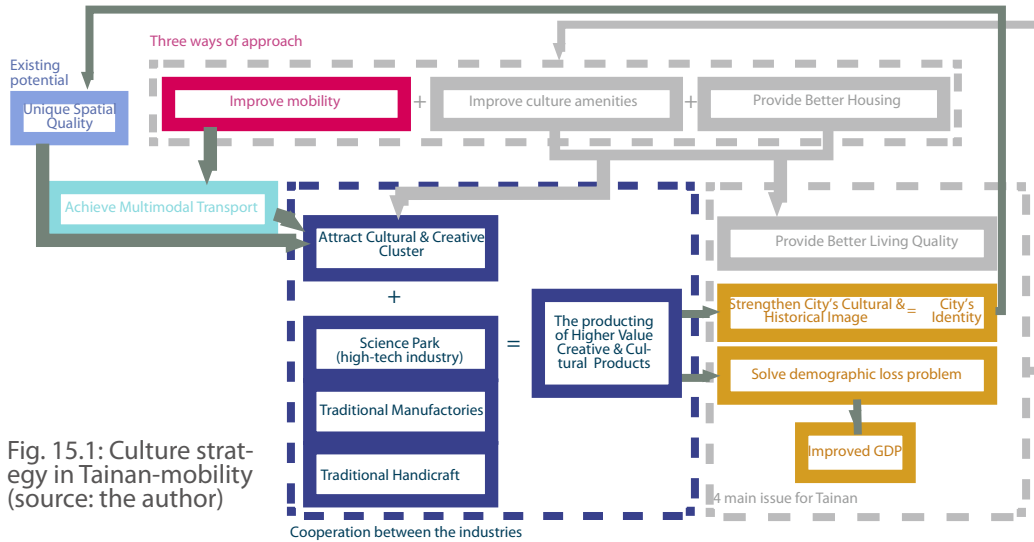 Three ways of approach
Existing
potential
Unique Spatial
Quality
Improve mobility
+
Improve culture amenities
+
Provide Better Housing
Achieve Multimodal Transport
Attract Cultural & Creative
Cluster
+
Science Park
(high-tech industry)
Traditional Manufactories
Traditional Handicraft
=
The producting
of Higher Value
Creative & Cul-
tural Products
Cooperation between the industries
Provide Better Living Quality
Strengthen City's Cultural &
Historical Image
=
City's
Identity
Solve demographic loss problem
Improved GDP
4 main issue for Tainan
Fig. 15.1: Culture strat-
egy in Tainan-mobility
(source: the author)